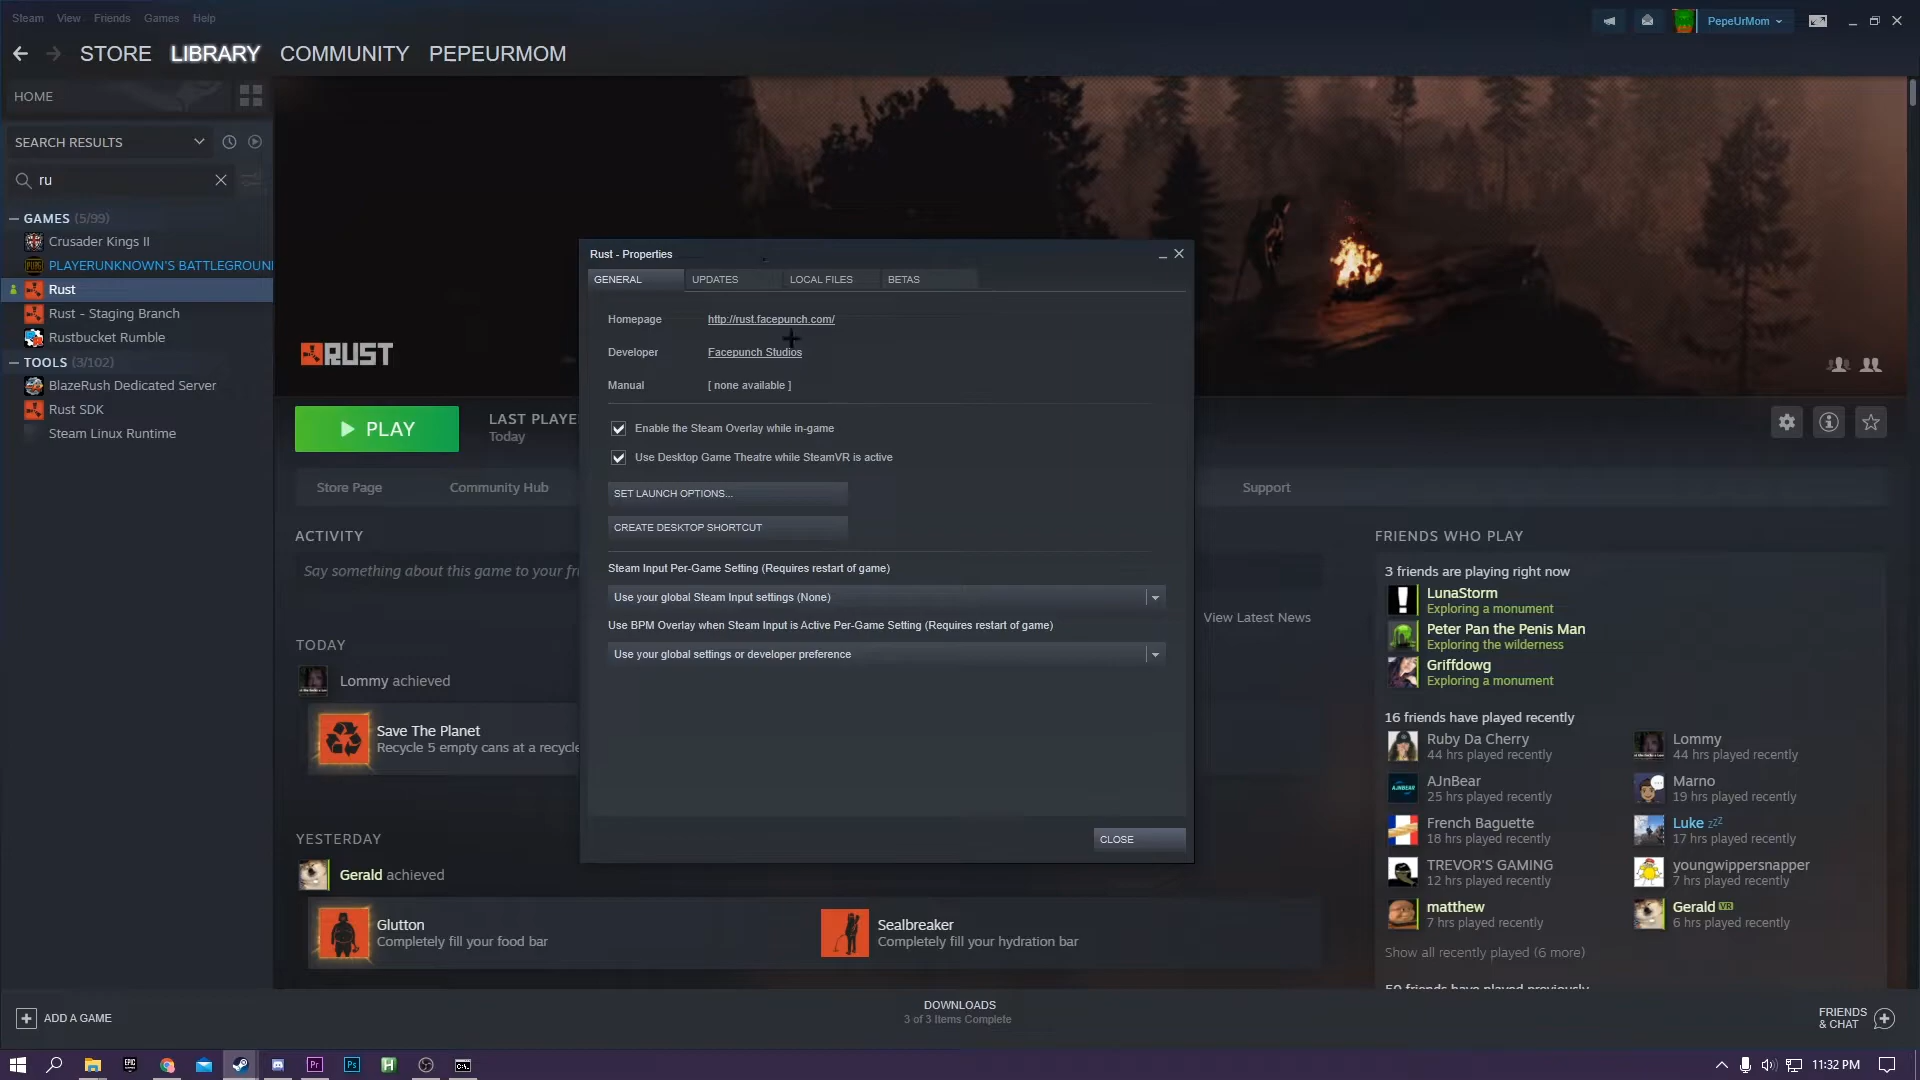 Steam View Friends Games Help
PepeUrMom
STORE LIBRARY COMMUNITY PEPEURMOM
HOME
SEARCH RESULTS
ru
GAMES (5/99)
Crusader Kings II
PLAYERUNKNOWN'S BATTLEGROUN
Rust
Rust - Staging Branch
Rustbucket Rumble
TOOLS (3/102)
BlazeRush Dedicated Server
Rust SDK
Steam Linux Runtime
RUST
PLAY
LAST PLAYE
Today
Store Page
Community Hub
Support
ACTIVITY
Say something about this game to your fri
View Latest News
TODAY
Lommy achieved
Save The Planet
Recycle 5 empty cans at a recycle
YESTERDAY
Gerald achieved
Glutton
Completely fill your food bar
Sealbreaker
Completely fill your hydration bar
Rust - Properties
GENERAL UPDATES LOCAL FILES BETAS
Homepage http://rust.facepunch.com/
Developer Facepunch Studios
Manual [ none available ]
Enable the Steam Overlay while in-game
Use Desktop Game Theatre while SteamVR is active
SET LAUNCH OPTIONS...
CREATE DESKTOP SHORTCUT
Steam Input Per-Game Setting (Requires restart of game)
Use your global Steam Input settings (None)
Use BPM Overlay when Steam Input is Active Per-Game Setting (Requires restart of game)
Use your global settings or developer preference
CLOSE
FRIENDS WHO PLAY
3 friends are playing right now
LunaStorm
Exploring a monument
Peter Pan the Penis Man
Exploring the wilderness
Griffdowg
Exploring a monument
16 friends have played recently
Ruby Da Cherry
44 hrs played recently
Lommy
44 hrs played recently
AJnBear
25 hrs played recently
Marno
19 hrs played recently
French Baguette
18 hrs played recently
Luke zzZ
17 hrs played recently
TREVOR'S GAMING
12 hrs played recently
youngwippersnapper
7 hrs played recently
matthew
7 hrs played recently
Gerald VR
6 hrs played recently
Show all recently played (6 more)
50 friends have played previously
ADD A GAME
DOWNLOADS
3 of 3 Items Complete
FRIENDS
& CHAT
11:32 PM